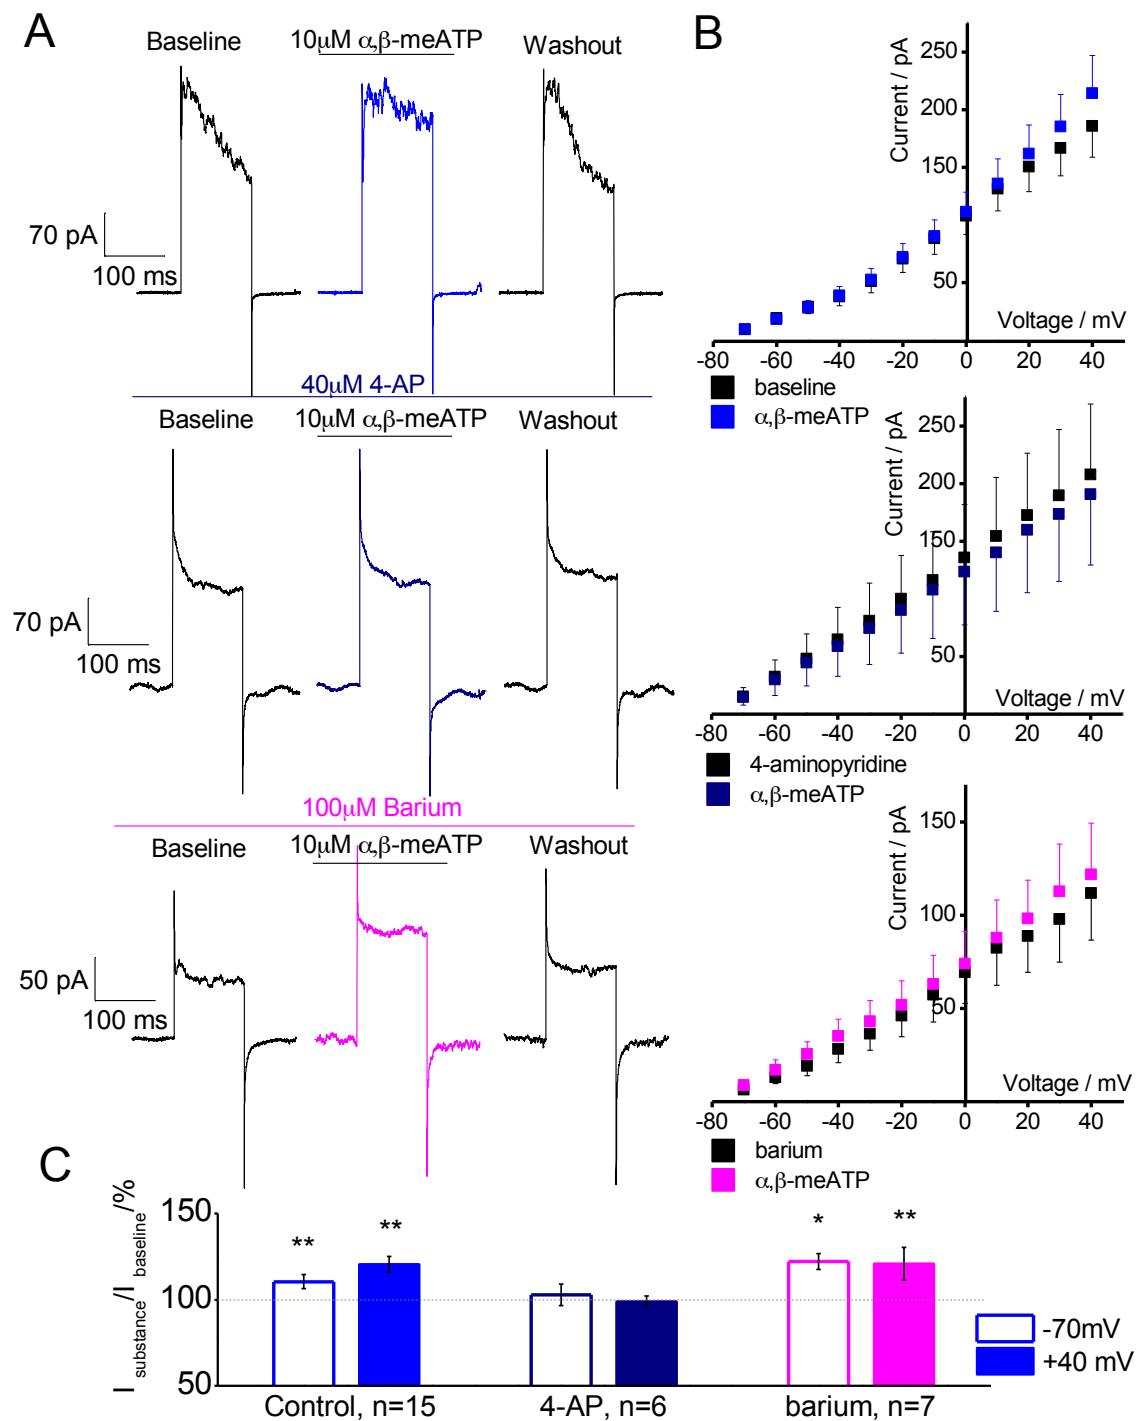 A
Baseline
10μM α,β-meATP
Washout
70 pA
100 ms
40μM 4-AP
Baseline
10μM α,β-meATP
Washout
70 pA
100 ms
100μM Barium
Baseline
10μM α,β-meATP
Washout
50 pA
100 ms
B
Current / pA
250
200
150
50
Voltage / mV
-80 -60 -40 -20 0 20 40
baseline
α,β-meATP
Current / pA
250
200
150
50
Voltage / mV
-80 -60 -40 -20 0 20 40
4-aminopyridine
α,β-meATP
Current / pA
150
100
50
Voltage / mV
-80 -60 -40 -20 0 20 40
barium
α,β-meATP
C
I substance/I baseline/%
150
100
50
** ** * **
Control, n=15 4-AP, n=6 barium, n=7
-70mV
+40 mV